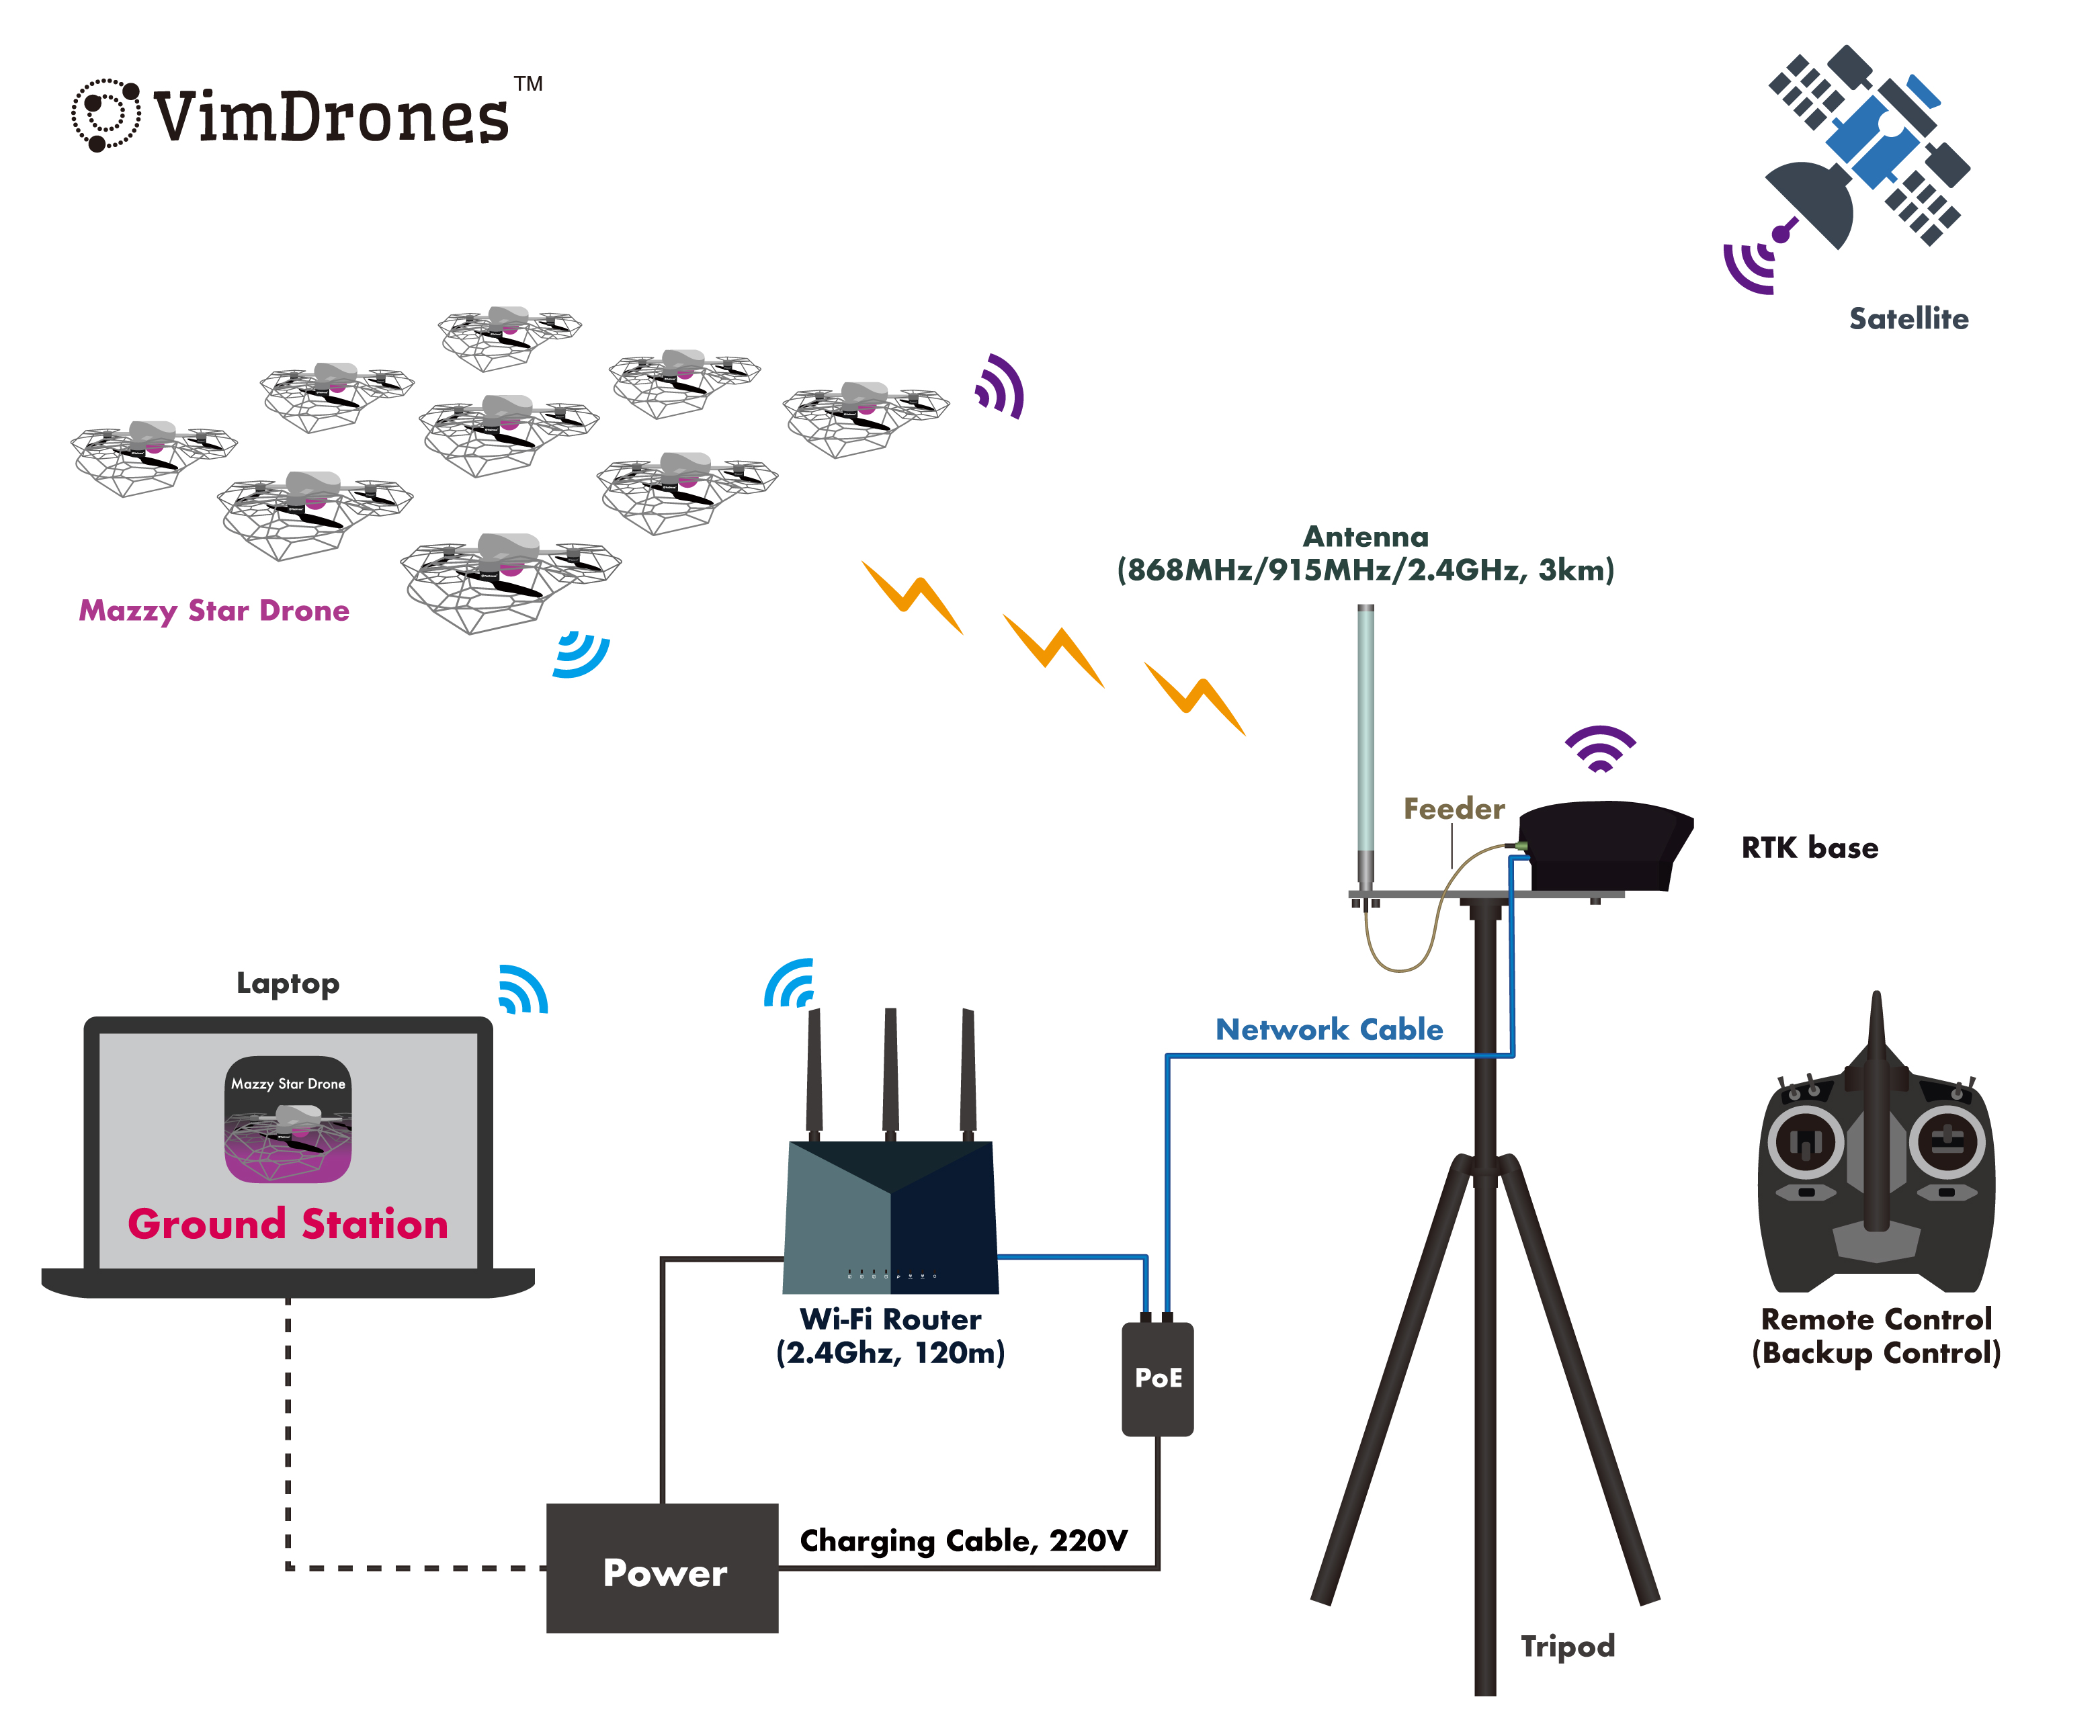 VimDrones™
Satellite
Mazzy Star Drone
Antenna
(868MHz/915MHz/2.4GHz, 3km)
Feeder
RTK base
Laptop
Mazzy Star Drone
Ground Station
Network Cable
Wi-Fi Router
(2.4Ghz, 120m)
PoE
Remote Control
(Backup Control)
Charging Cable, 220V
Power
Tripod